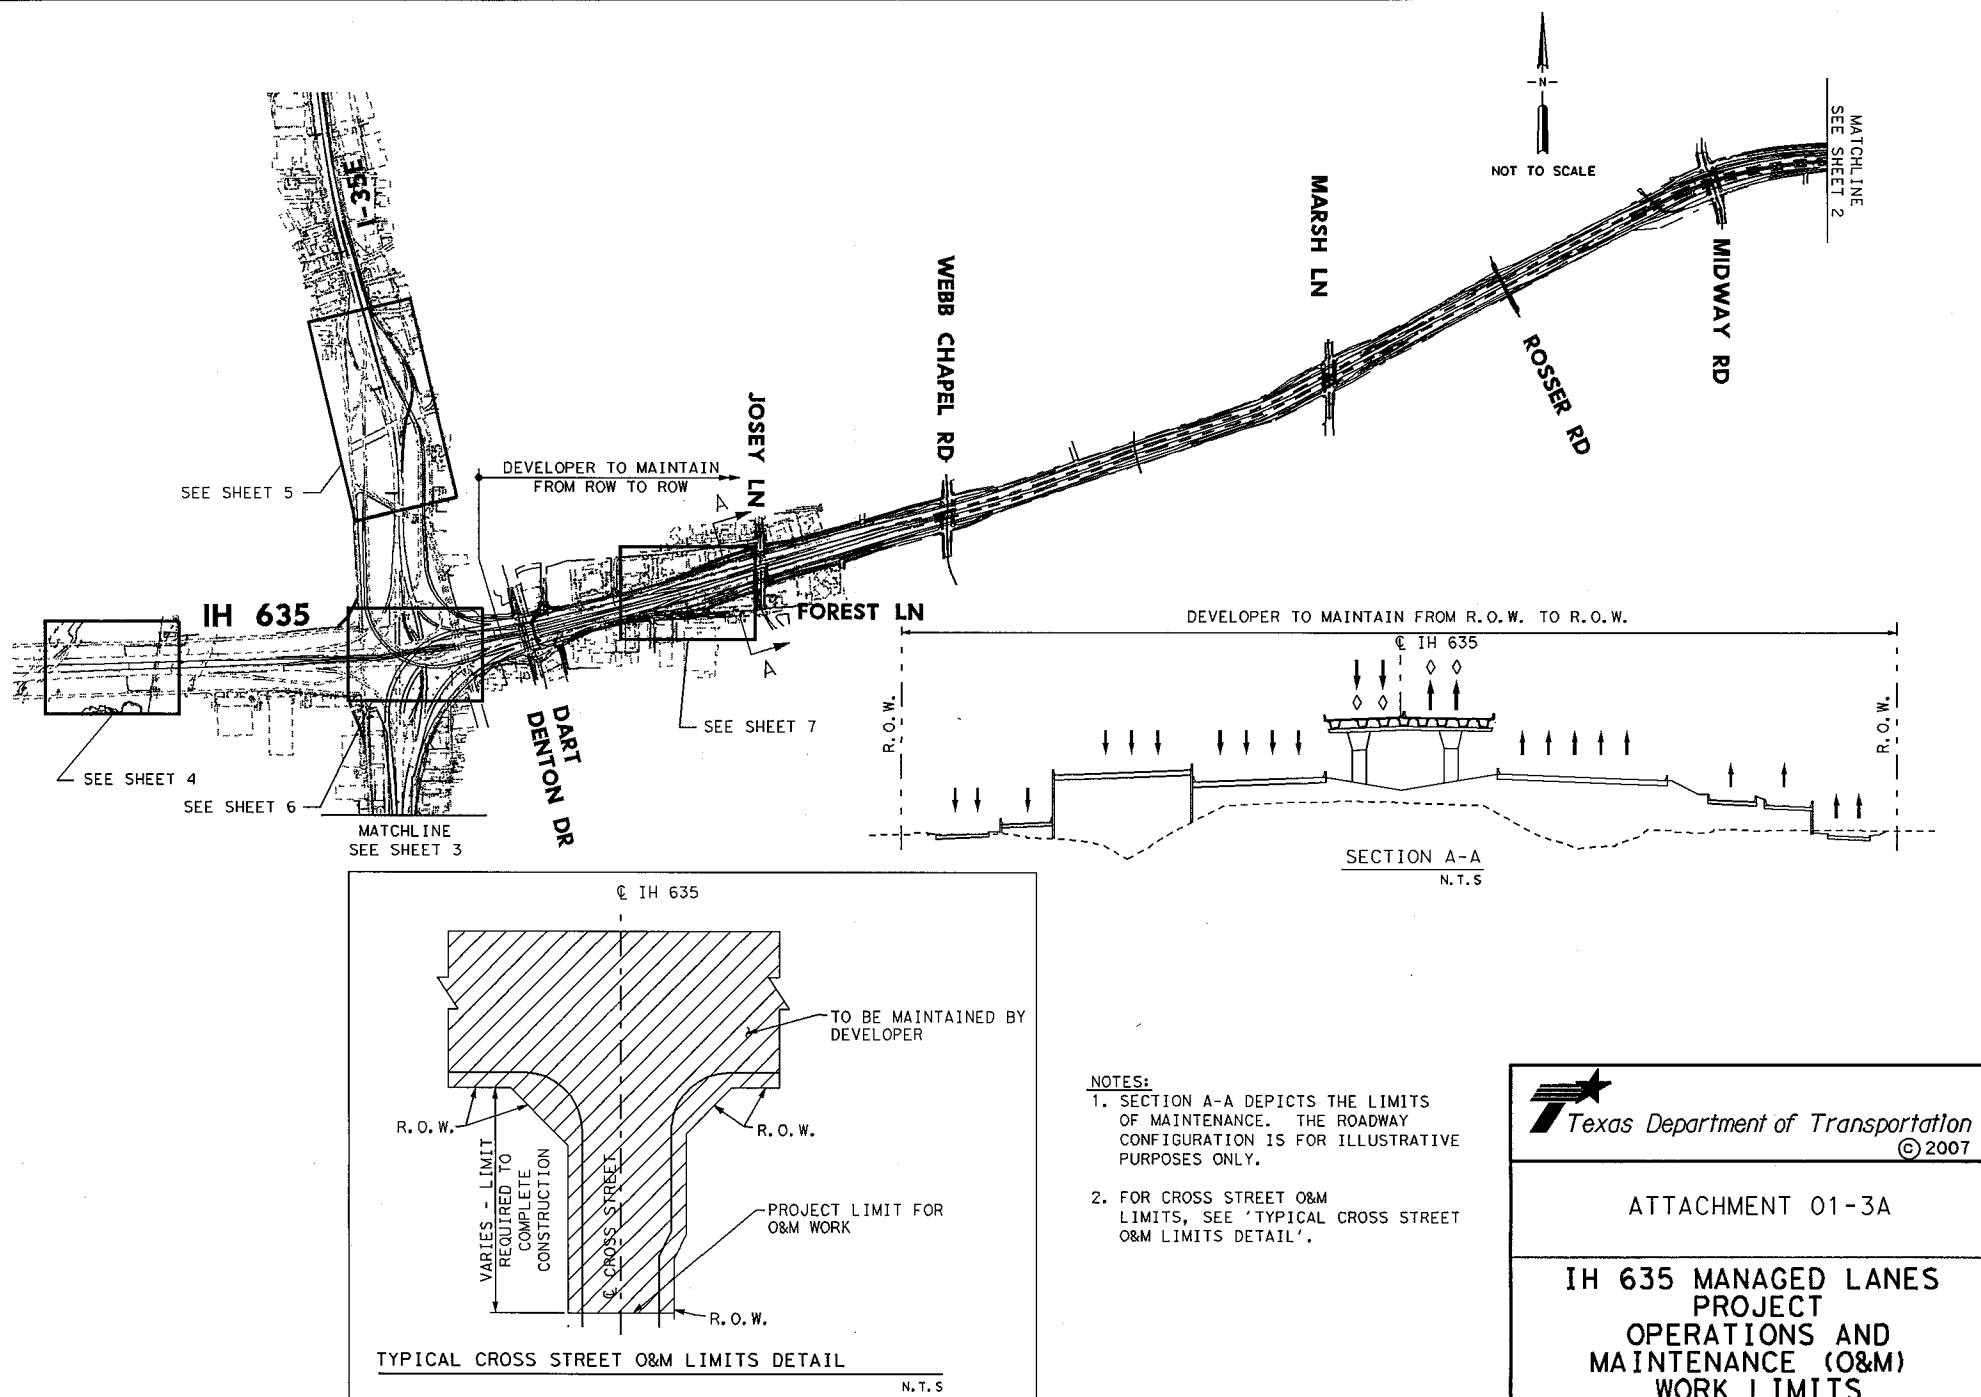 -N-
NOT TO SCALE
MATCHLINE
SEE SHEET 2
I-35E
MARSH LN
MIDWAY RD
WEBB CHAPEL RD
ROSSER RD
JOSEY LN
DEVELOPER TO MAINTAIN
FROM ROW TO ROW
SEE SHEET 5
A
IH 635
FOREST LN
A
SEE SHEET 7
DART
DENTON DR
SEE SHEET 4
SEE SHEET 6
MATCHLINE
SEE SHEET 3
DEVELOPER TO MAINTAIN FROM R.O.W. TO R.O.W.
℄ IH 635
R.O.W.
R.O.W.
SECTION A-A
N.T.S
℄ IH 635
TO BE MAINTAINED BY
DEVELOPER
R.O.W.
R.O.W.
VARIES - LIMIT
REQUIRED TO
COMPLETE
CONSTRUCTION
℄ CROSS STREET
PROJECT LIMIT FOR
O&M WORK
R.O.W.
TYPICAL CROSS STREET O&M LIMITS DETAIL
N.T.S
NOTES:
1. SECTION A-A DEPICTS THE LIMITS
OF MAINTENANCE. THE ROADWAY
CONFIGURATION IS FOR ILLUSTRATIVE
PURPOSES ONLY.
2. FOR CROSS STREET O&M
LIMITS, SEE 'TYPICAL CROSS STREET
O&M LIMITS DETAIL'.
Texas Department of Transportation
© 2007
ATTACHMENT 01-3A
IH 635 MANAGED LANES
PROJECT
OPERATIONS AND
MAINTENANCE (O&M)
WORK LIMITS